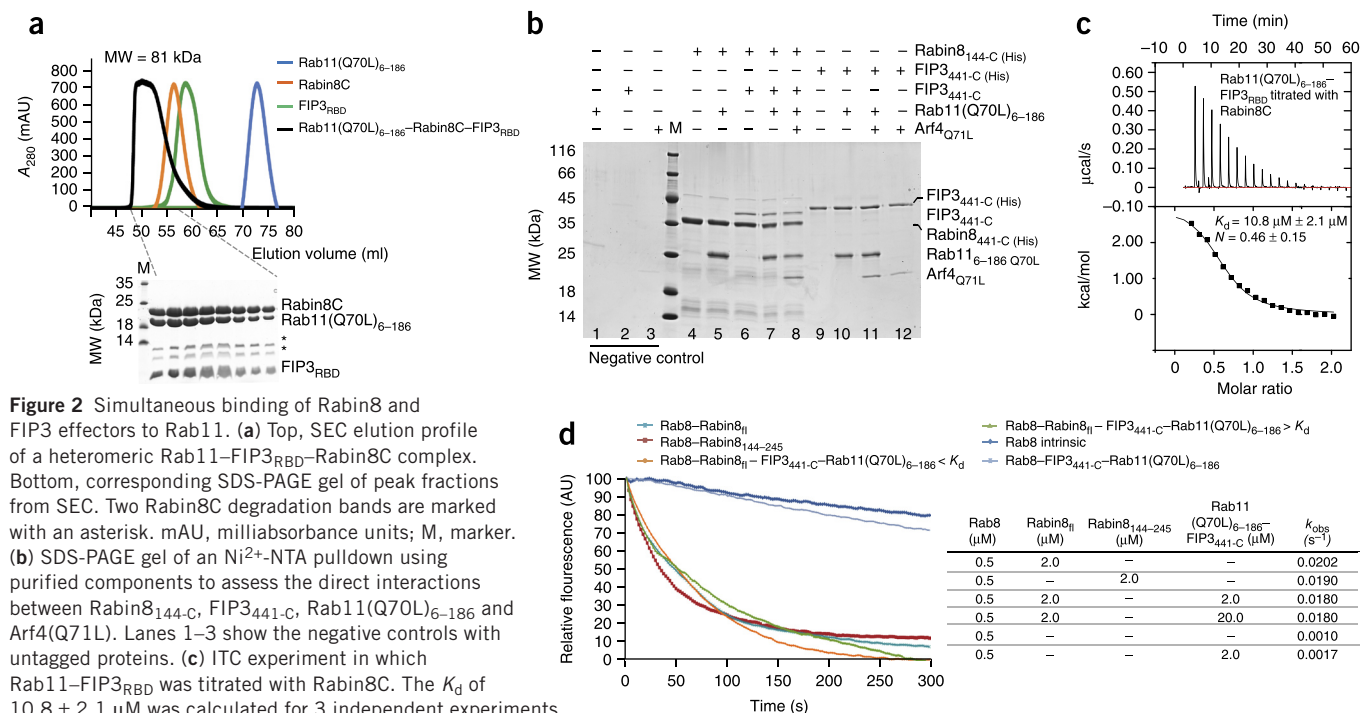 a
MW = 81 kDa
800
700
600
500
400
300
200
100
0
A280 (mAU)
45 50 55 60 65 70 75 80
Elution volume (ml)
Rab11(Q70L)6–186
Rabin8C
FIP3RBD
Rab11(Q70L)6–186–Rabin8C–FIP3RBD
M
35
25
18
14
MW (kDa)
Rabin8C
Rab11(Q70L)6–186
*
*
FIP3RBD
b
– – – + + + + + – – – – Rabin8144-C (His)
– – – – – – – – + + + + FIP3441-C (His)
– + – – – + + + – – – – FIP3441-C
+ – – – + – + + – + + – Rab11(Q70L)6–186
– – + M – – – – + – – + + Arf4Q71L
116
66
45
35
25
18
14
MW (kDa)
FIP3441-C (His)
FIP3441-C
Rabin8441-C (His)
Rab116–186 Q70L
Arf4Q71L
1 2 3 4 5 6 7 8 9 10 11 12
Negative control
c
Time (min)
–10 0 10 20 30 40 50 60
0.60
0.45
0.30
0.15
0.00
–0.10
µcal/s
Rab11(Q70L)6–186–
FIP3RBD titrated with
Rabin8C
Kd = 10.8 µM ± 2.1 µM
N = 0.46 ± 0.15
2.00
1.00
0.00
kcal/mol
0 0.5 1.0 1.5 2.0
Molar ratio
Figure 2 Simultaneous binding of Rabin8 and
FIP3 effectors to Rab11. (a) Top, SEC elution profile
of a heteromeric Rab11–FIP3RBD–Rabin8C complex.
Bottom, corresponding SDS-PAGE gel of peak fractions
from SEC. Two Rabin8C degradation bands are marked
with an asterisk. mAU, milliabsorbance units; M, marker.
(b) SDS-PAGE gel of an Ni2+-NTA pulldown using
purified components to assess the direct interactions
between Rabin8144-C, FIP3441-C, Rab11(Q70L)6–186 and
Arf4(Q71L). Lanes 1–3 show the negative controls with
untagged proteins. (c) ITC experiment in which
Rab11–FIP3RBD was titrated with Rabin8C. The Kd of
10.8 ± 2.1 µM was calculated for 3 independent experiments
d
Rab8–Rabin8fl
Rab8–Rabin8144–245
Rab8–Rabin8fl– FIP3441-C–Rab11(Q70L)6–186 < Kd
Rab8–Rabin8fl– FIP3441-C–Rab11(Q70L)6–186 > Kd
Rab8 intrinsic
Rab8–FIP3441-C–Rab11(Q70L)6–186
100
90
80
70
60
50
40
30
20
10
0
Relative flourescence (AU)
0 50 100 150 200 250 300
Time (s)
Rab8 (µM) Rabin8fl (µM) Rabin8144–245 (µM) Rab11 (Q70L)6–186– FIP3441-C (µM) kobs (s–1)
0.5 2.0 – – 0.0202
0.5 – 2.0 – 0.0190
0.5 2.0 – 2.0 0.0180
0.5 2.0 – 20.0 0.0180
0.5 – – – 0.0010
0.5 – – 2.0 0.0017